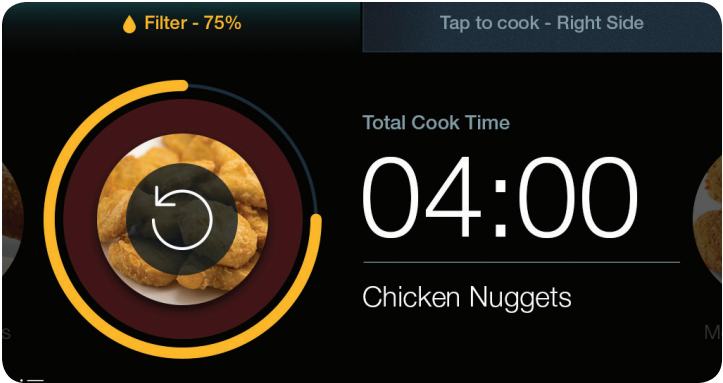 Filter - 75%
Tap to cook - Right Side
Total Cook Time
04:00
Chicken Nuggets
s
M